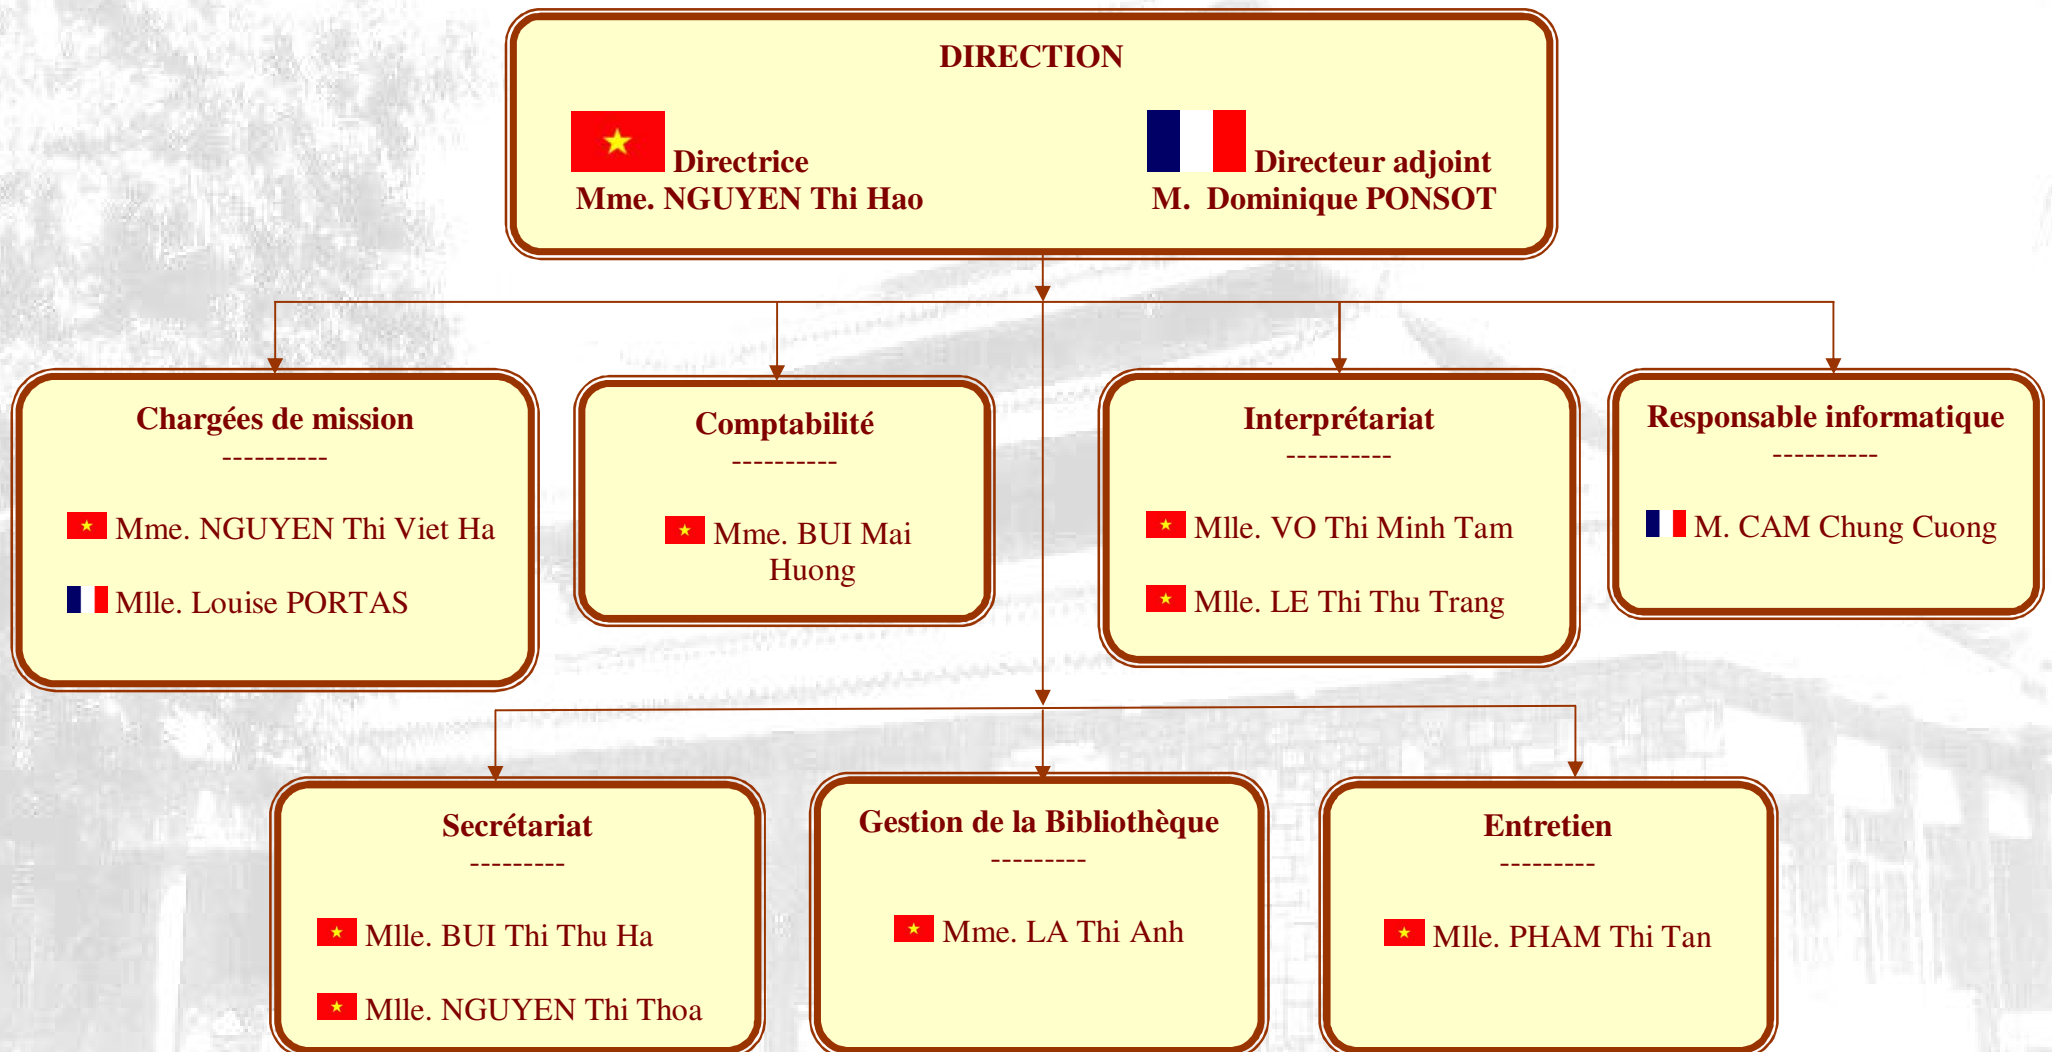 DIRECTION
Directrice
Mme. NGUYEN Thi Hao
Directeur adjoint
M. Dominique PONSOT
Chargées de mission
----------
Mme. NGUYEN Thi Viet Ha
Mlle. Louise PORTAS
Comptabilité
----------
Mme. BUI Mai
Huong
Interprétariat
----------
Mlle. VO Thi Minh Tam
Mlle. LE Thi Thu Trang
Responsable informatique
----------
M. CAM Chung Cuong
Secrétariat
---------
Mlle. BUI Thi Thu Ha
Mlle. NGUYEN Thi Thoa
Gestion de la Bibliothèque
---------
Mme. LA Thi Anh
Entretien
---------
Mlle. PHAM Thi Tan